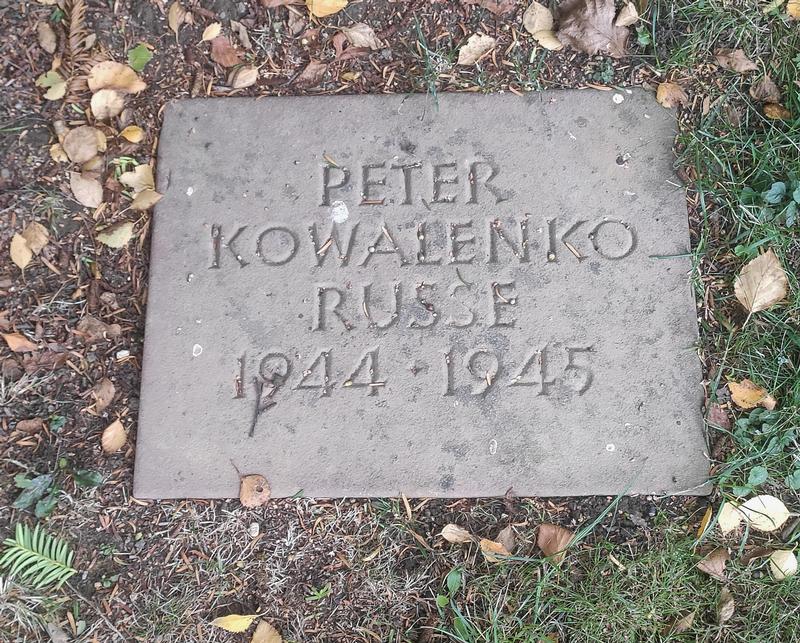 PETER
KOWALENKO
RUSSE
1944 · 1945